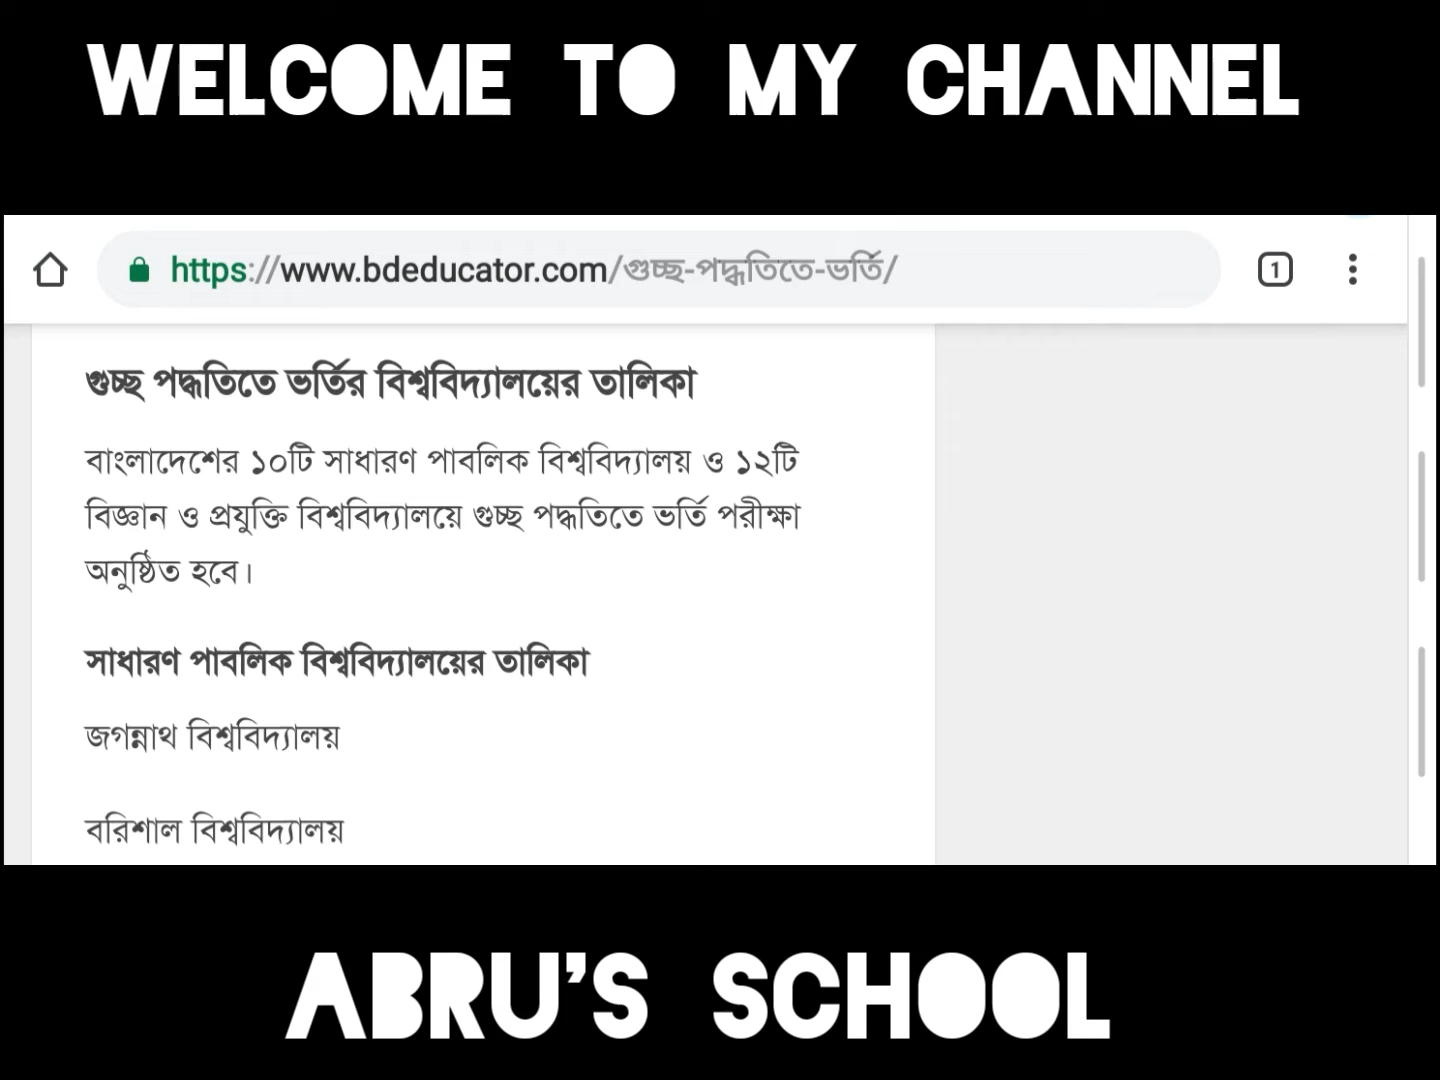 WELCOME TO MY CHANNEL
https://www.bdeducator.com/গুচ্ছ-পদ্ধতিতে-ভর্তি/
1
গুচ্ছ পদ্ধতিতে ভর্তির বিশ্ববিদ্যালয়ের তালিকা
বাংলাদেশের ১০টি সাধারণ পাবলিক বিশ্ববিদ্যালয় ও ১২টি
বিজ্ঞান ও প্রযুক্তি বিশ্ববিদ্যালয়ে গুচ্ছ পদ্ধতিতে ভর্তি পরীক্ষা
অনুষ্ঠিত হবে।
সাধারণ পাবলিক বিশ্ববিদ্যালয়ের তালিকা
জগন্নাথ বিশ্ববিদ্যালয়
বরিশাল বিশ্ববিদ্যালয়
ABRU'S SCHOOL